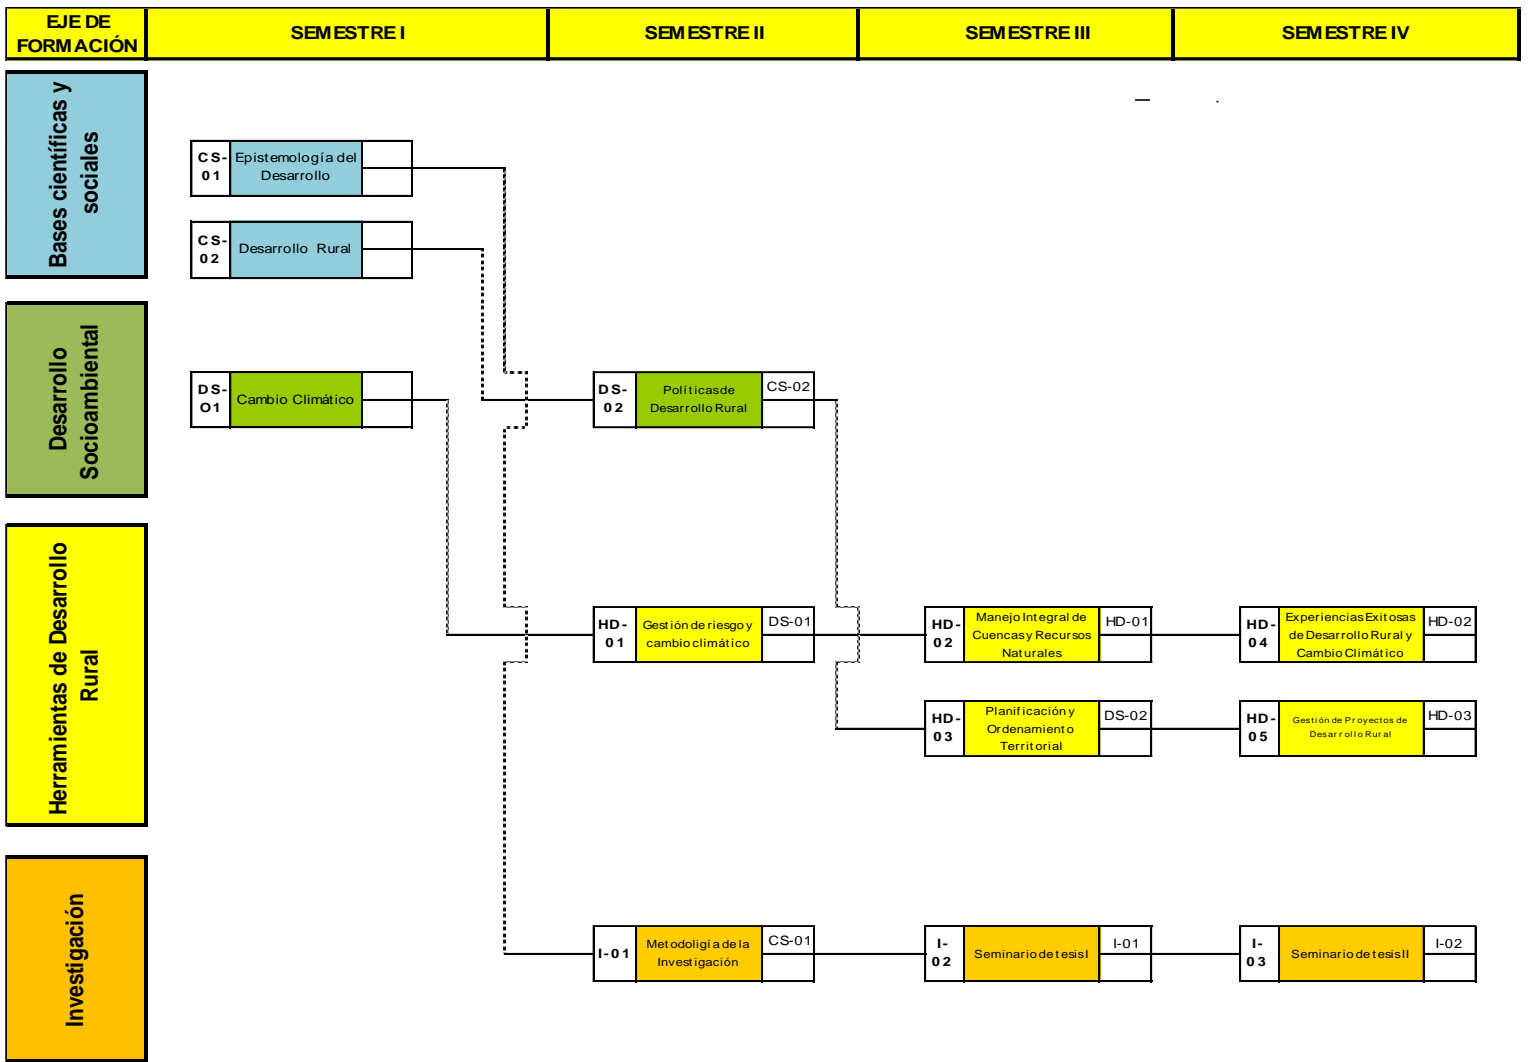 EJE DE
FORMACIÓN
SEMESTRE I
SEMESTRE II
SEMESTRE III
SEMESTRE IV
Bases científicas y
sociales
CS-
01
Epistemología del
Desarrollo
CS-
02
Desarrollo Rural
Desarrollo
Socioambiental
DS-
O1
Cambio Climático
DS-
02
Políticas de
Desarrollo Rural
CS-02
Herramientas de Desarrollo
Rural
HD-
01
Gestión de riesgo y
cambio climático
DS-01
HD-
02
Manejo Integral de
Cuencas y Recursos
Naturales
HD-01
HD-
04
Experiencias Exitosas
de Desarrollo Rural y
Cambio Climático
HD-02
HD-
03
Planificación y
Ordenamiento
Territorial
DS-02
HD-
05
Gestión de Proyectos de
Desarrollo Rural
HD-03
Investigación
I-01
Metodoligía de la
Investigación
CS-01
I-
02
Seminario de tesis I
I-01
I-
03
Seminario de tesis II
I-02